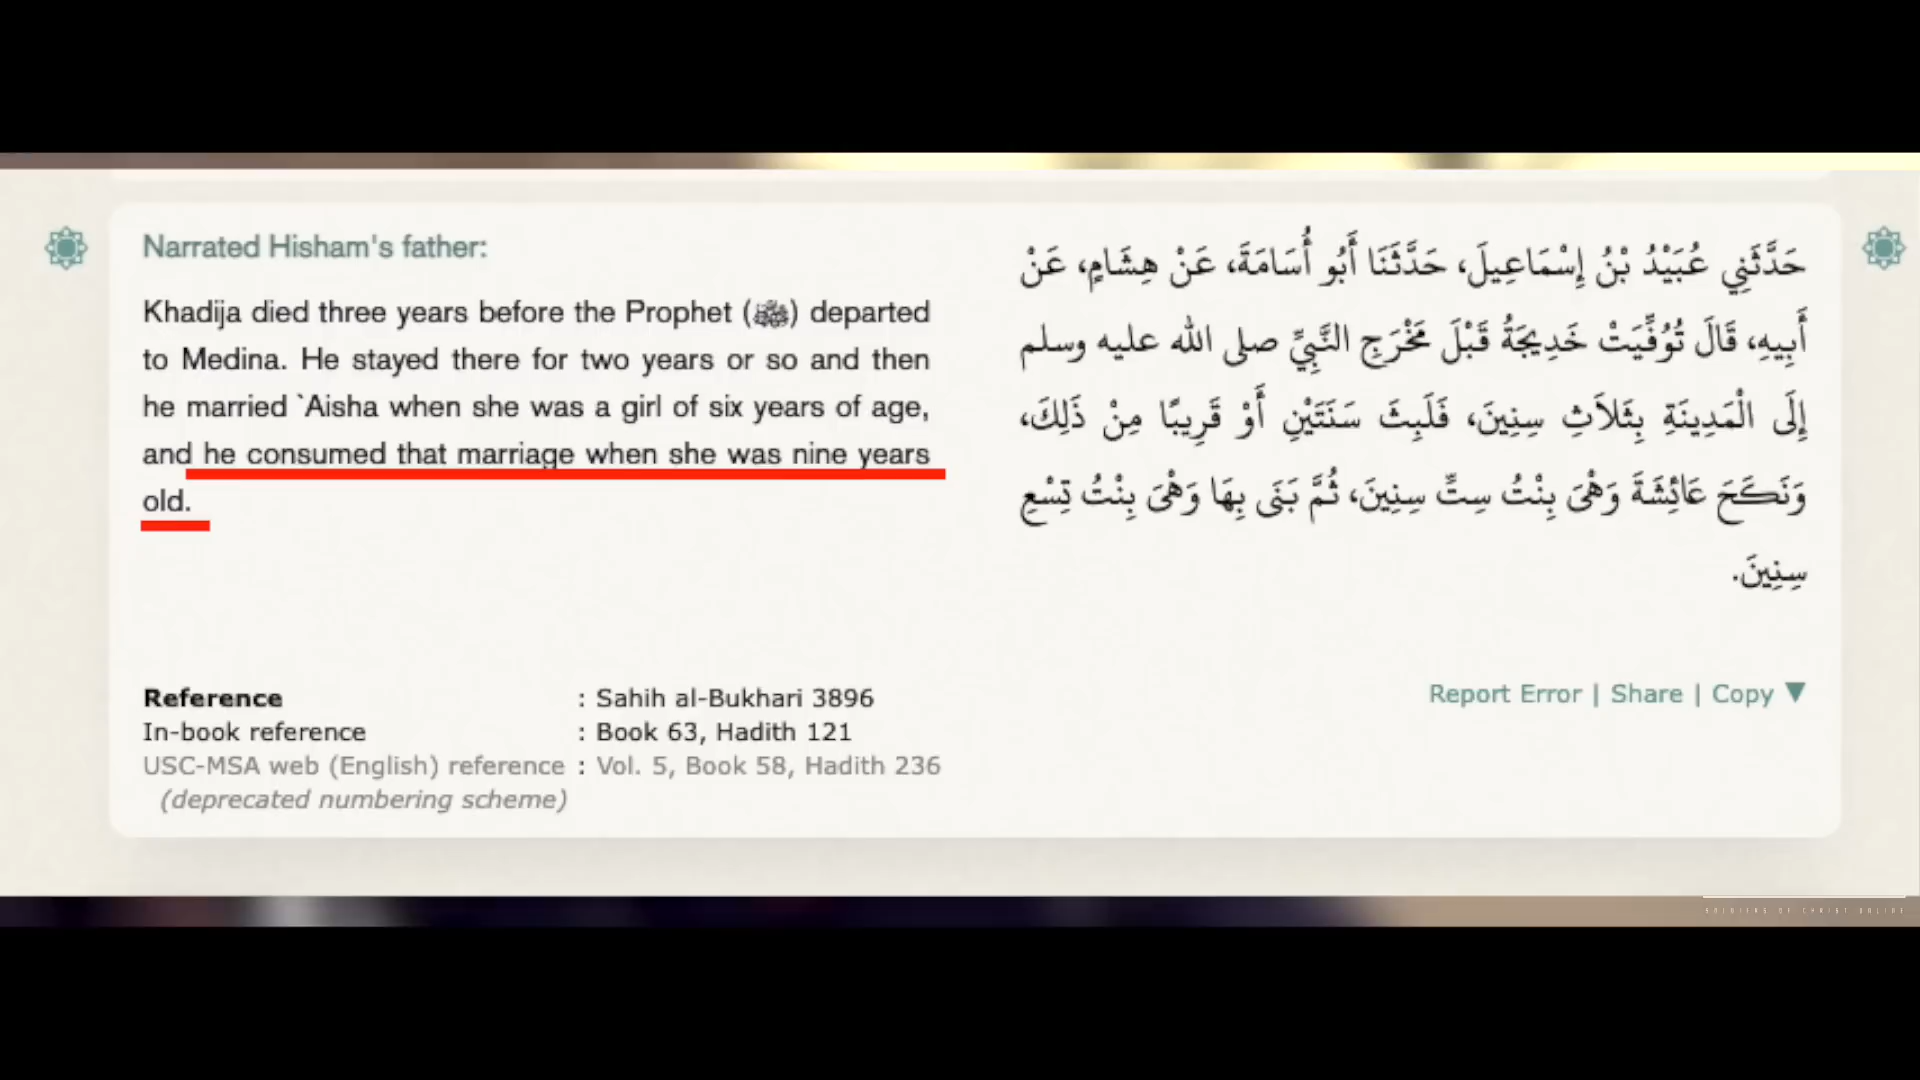 Narrated Hisham's father:
Khadija died three years before the Prophet (ﷺ) departed
to Medina. He stayed there for two years or so and then
he married `Aisha when she was a girl of six years of age,
and he consumed that marriage when she was nine years
old.
حَدَّثَنِي عُبَيْدُ بْنُ إِسْمَاعِيلَ، حَدَّثَنَا أَبُو أُسَامَةَ، عَنْ هِشَامٍ، عَنْ
أَبِيهِ، قَالَ تُوُفِّيَتْ خَدِيجَةُ قَبْلَ مَخْرَجِ النَّبِيِّ صلى الله عليه وسلم
إِلَى الْمَدِينَةِ بِثَلاَثِ سِنِينَ، فَلَبِثَ سَنَتَيْنِ أَوْ قَرِيبًا مِنْ ذَلِكَ،
وَنَكَحَ عَائِشَةَ وَهْىَ بِنْتُ سِتِّ سِنِينَ، ثُمَّ بَنَى بِهَا وَهْىَ بِنْتُ تِسْعِ
سِنِينَ.
Reference : Sahih al-Bukhari 3896
In-book reference : Book 63, Hadith 121
USC-MSA web (English) reference : Vol. 5, Book 58, Hadith 236
(deprecated numbering scheme)
Report Error | Share | Copy ▼
SOLDIERS OF CHRIST ONLINE